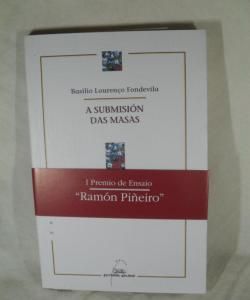 Basilio Lourenço Fondevila
A SUBMISIÓN
DAS MASAS
I Premio de Ensaio
"Ramón Piñeiro"